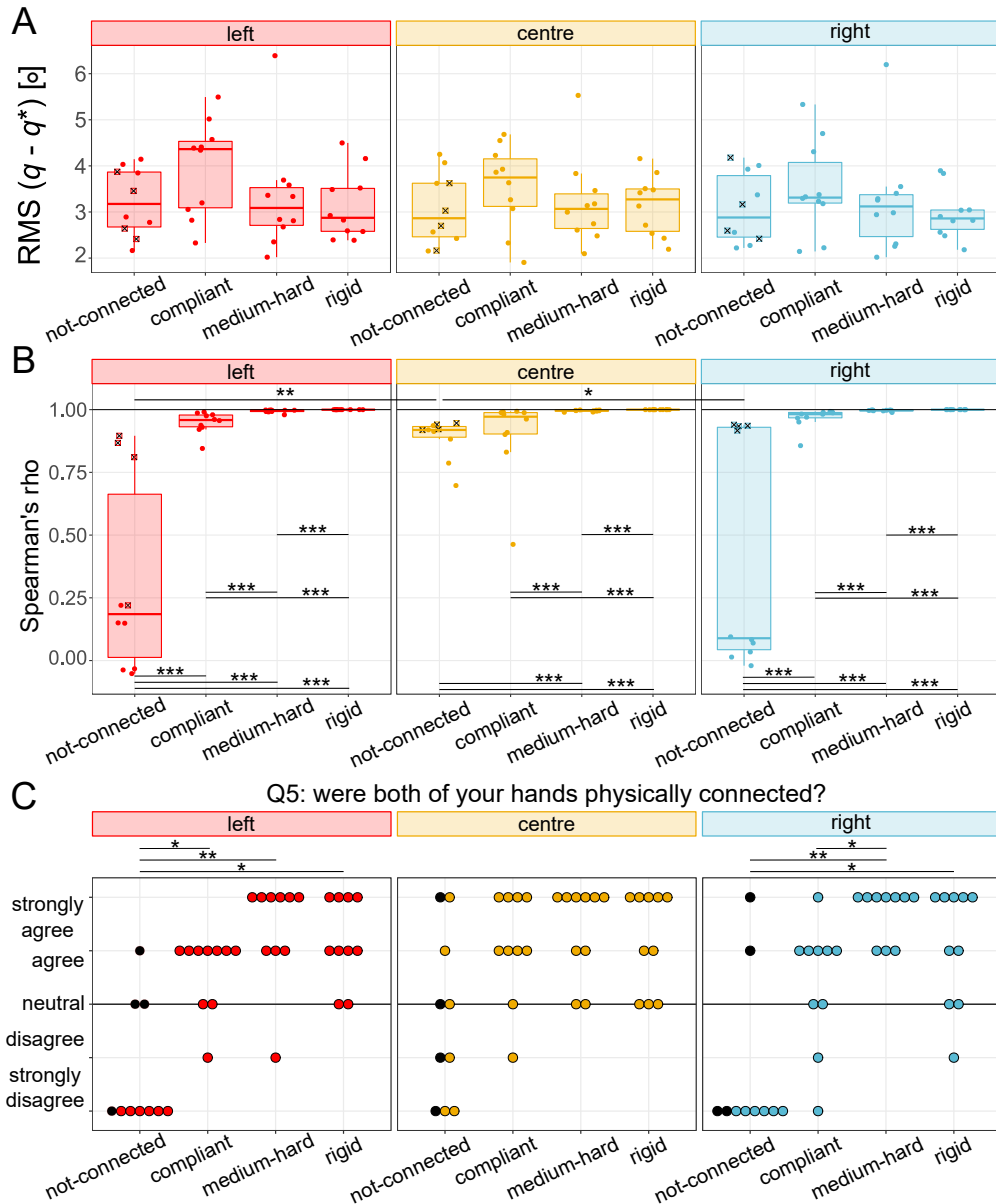 A
left centre right
RMS (q - q*) [o]
6
5
4
3
2
not-connected compliant medium-hard rigid not-connected compliant medium-hard rigid not-connected compliant medium-hard rigid
B
left centre right
** *
Spearman's rho
1.00
0.75
0.50
0.25
0.00
*** *** ***
*** *** ***
*** *** ***
*** ***
*** *** ***
*** *** ***
not-connected compliant medium-hard rigid not-connected compliant medium-hard rigid not-connected compliant medium-hard rigid
C
Q5: were both of your hands physically connected?
left centre right
* *
** **
* *
strongly
agree
agree
neutral
disagree
strongly
disagree
not-connected compliant medium-hard rigid not-connected compliant medium-hard rigid not-connected compliant medium-hard rigid